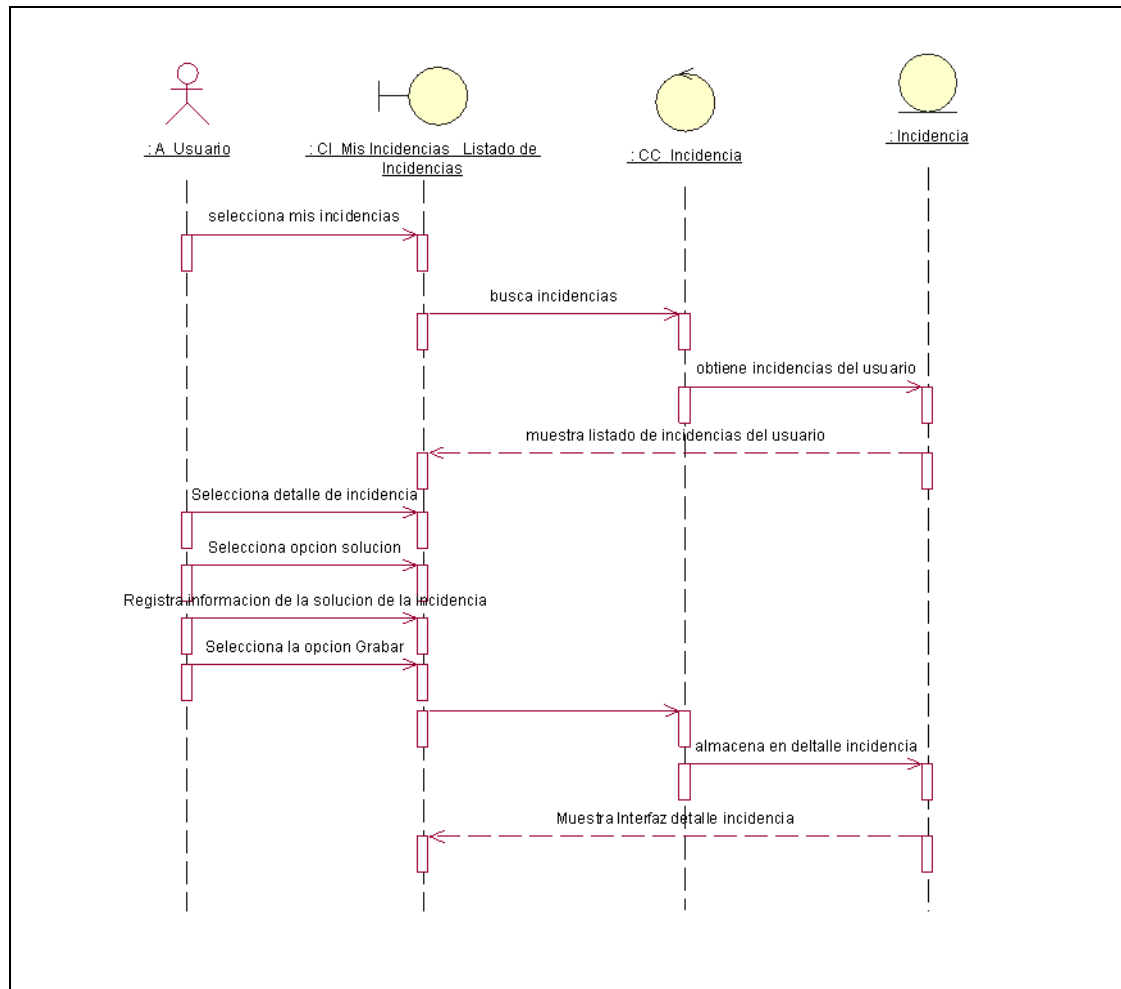 : A_Usuario
: CI_Mis Incidencias_ Listado de
Incidencias
: CC_Incidencia
: Incidencia
selecciona mis incidencias
busca incidencias
obtiene incidencias del usuario
muestra listado de incidencias del usuario
Selecciona detalle de incidencia
Selecciona opcion solucion
Registra informacion de la solucion de la incidencia
Selecciona la opcion Grabar
almacena en deltalle incidencia
Muestra Interfaz detalle incidencia